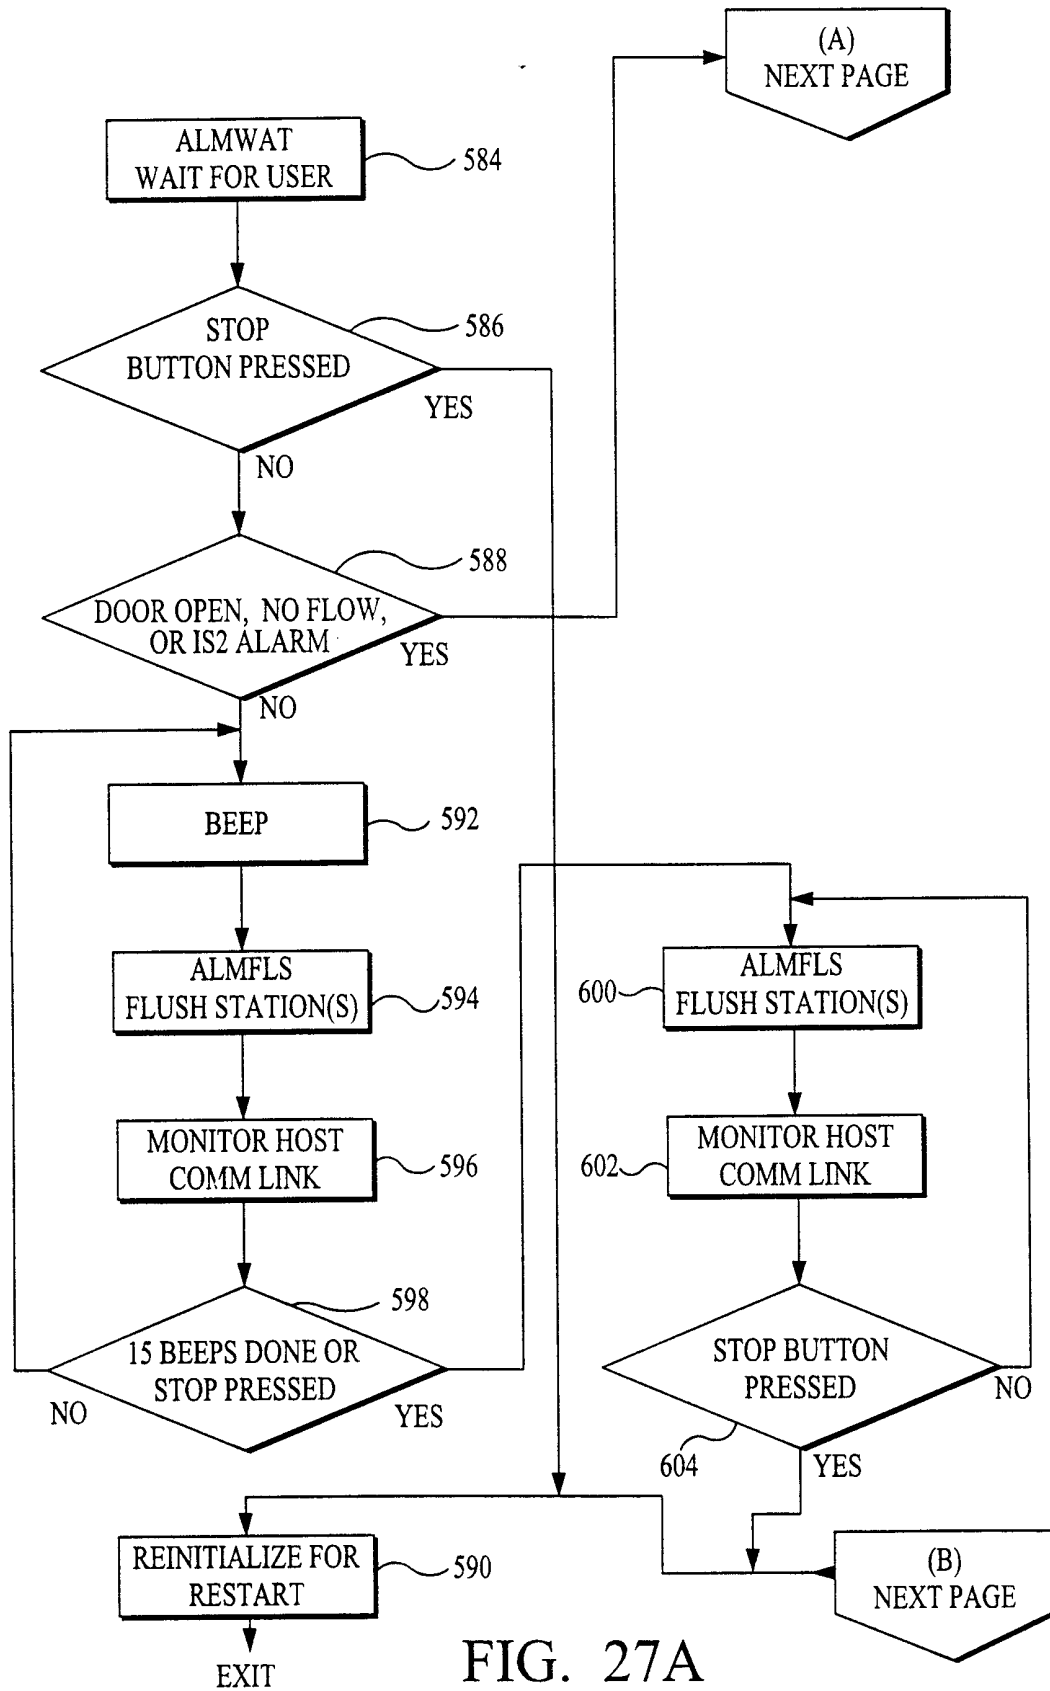 (A)
NEXT PAGE
ALMWAT
WAIT FOR USER
584
STOP
BUTTON PRESSED
586
YES
NO
588
DOOR OPEN, NO FLOW,
OR IS2 ALARM
YES
NO
BEEP
592
ALMFLS
FLUSH STATION(S)
594
MONITOR HOST
COMM LINK
596
598
15 BEEPS DONE OR
STOP PRESSED
NO
YES
ALMFLS
FLUSH STATION(S)
600
MONITOR HOST
COMM LINK
602
STOP BUTTON
PRESSED
NO
604
YES
REINITIALIZE FOR
RESTART
590
EXIT
(B)
NEXT PAGE
FIG. 27A